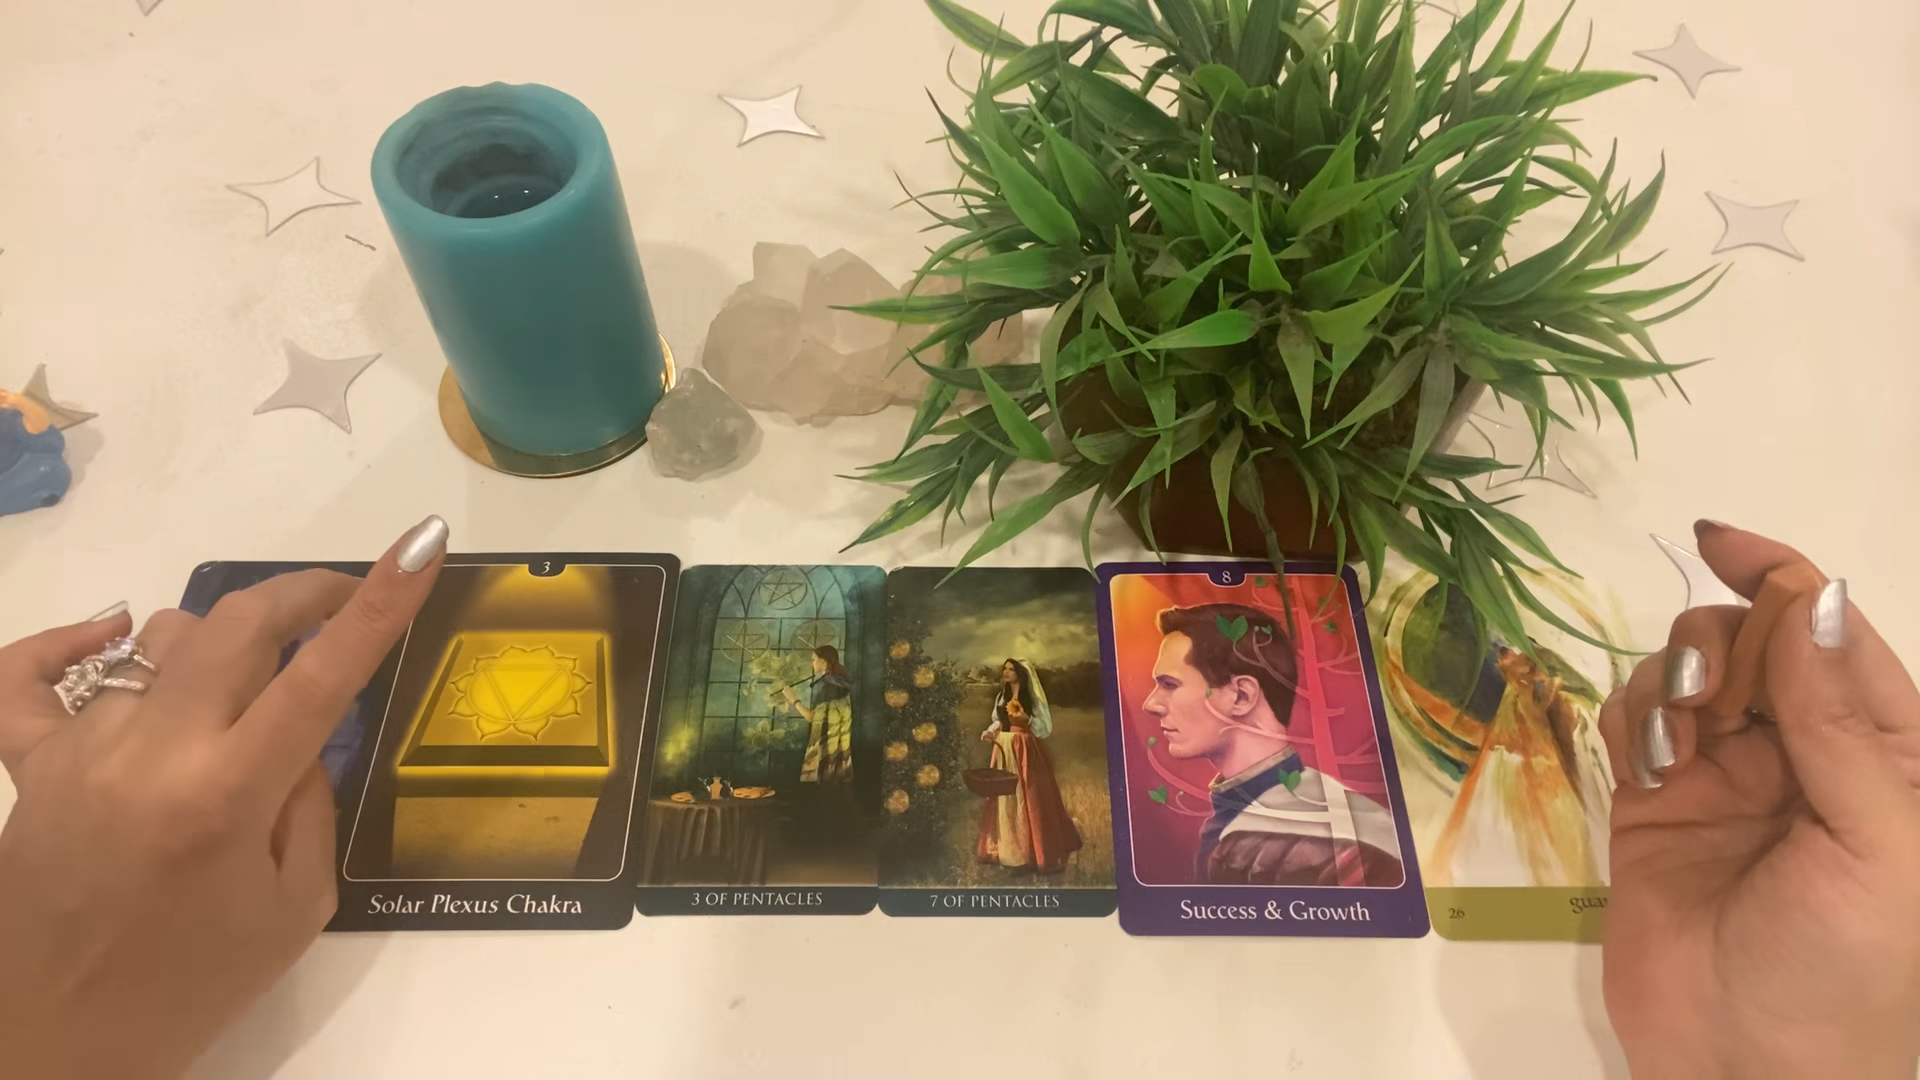 3
Solar Plexus Chakra
3 OF PENTACLES
7 OF PENTACLES
8
Success & Growth
26